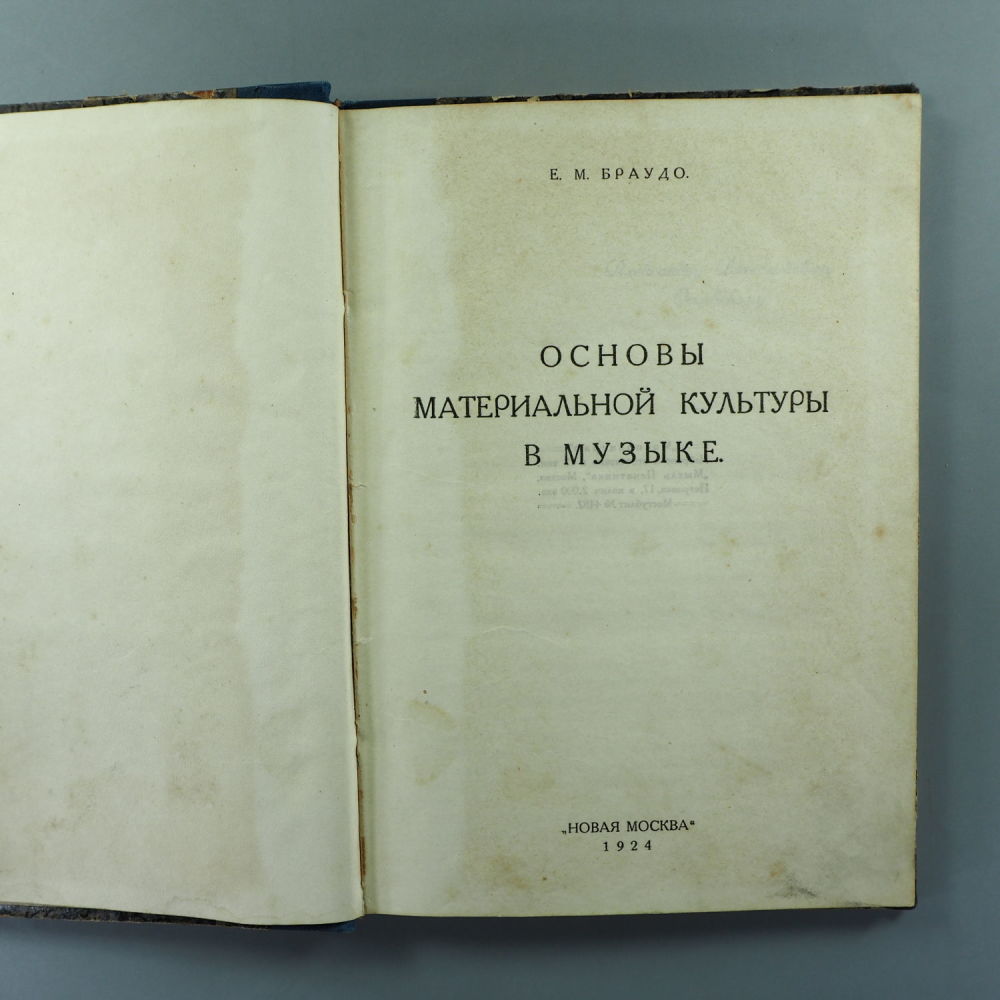 Е. М. БРАУДО.
ОСНОВЫ
МАТЕРИАЛЬНОЙ КУЛЬТУРЫ
В МУЗЫКЕ.
„НОВАЯ МОСКВА“
1924